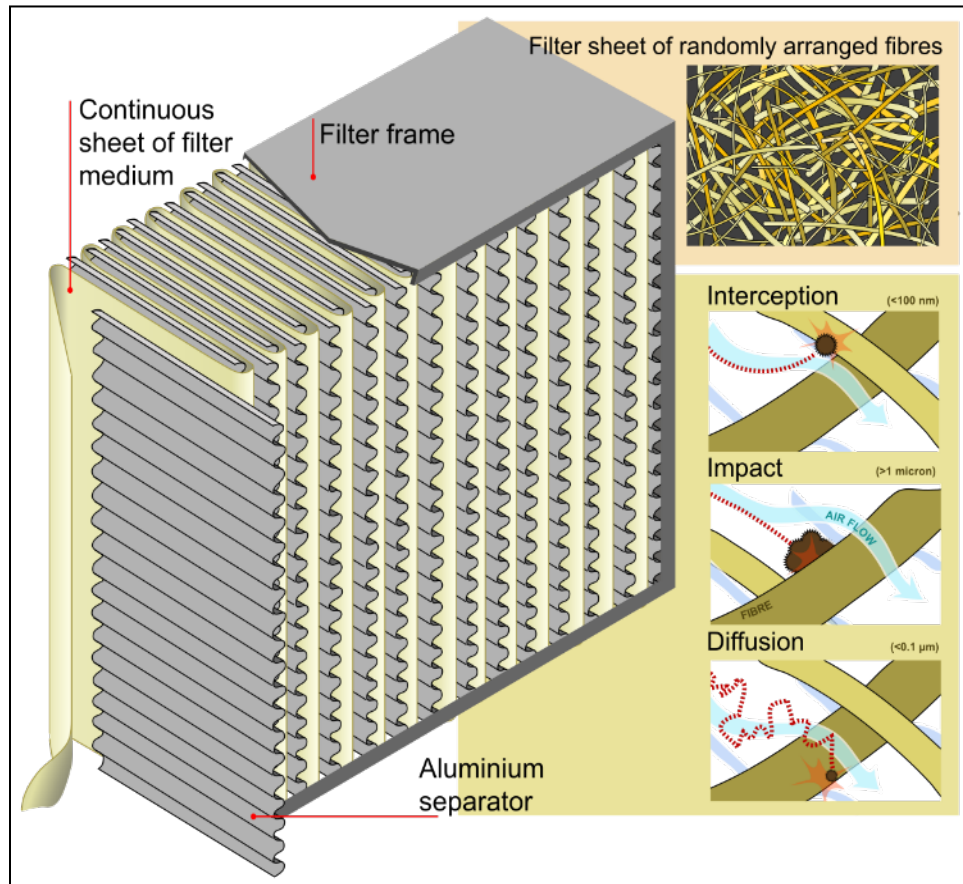 Filter sheet of randomly arranged fibres
Continuous
sheet of filter
medium
Filter frame
Interception
(<100 nm)
Impact
(>1 micron)
AIR FLOW
FIBRE
Diffusion
(<0.1 µm)
Aluminium
separator